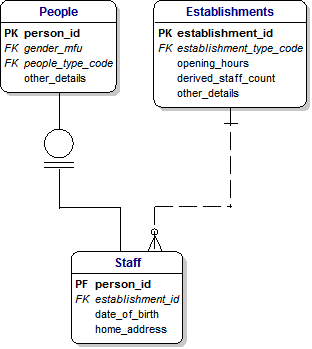 People
PK person_id
FK gender_mfu
FK people_type_code
other_details
Establishments
PK establishment_id
FK establishment_type_code
opening_hours
derived_staff_count
other_details
Staff
PF person_id
FK establishment_id
date_of_birth
home_address